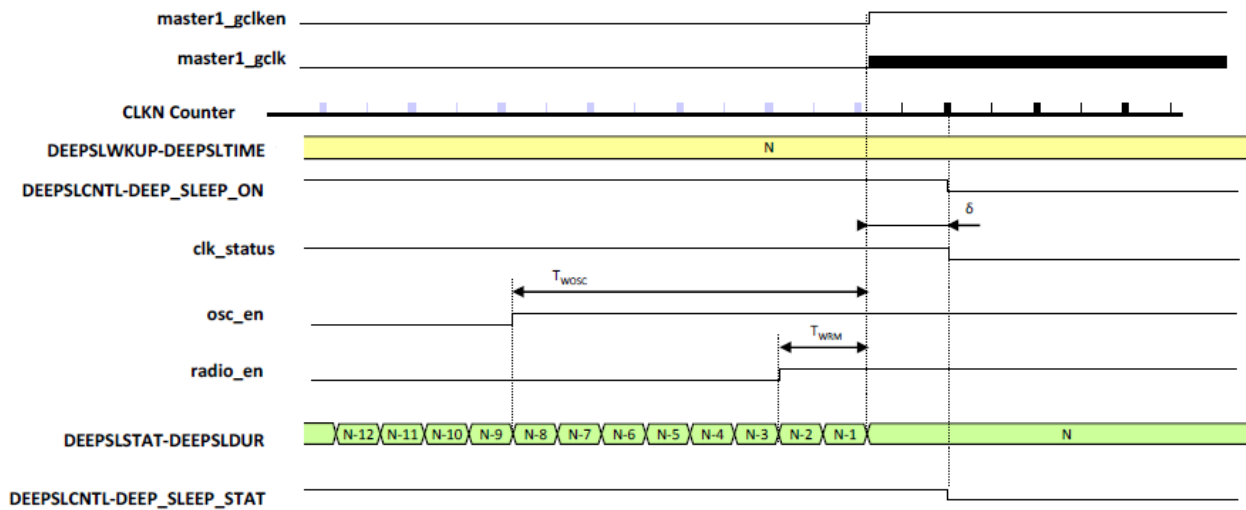 master1_gclken
master1_gclk
CLKN Counter
DEEPSLWKUP-DEEPSLTIME
N
DEEPSLCNTL-DEEP_SLEEP_ON
δ
clk_status
TWOSC
osc_en
TWRM
radio_en
DEEPSLSTAT-DEEPSLDUR
N-12 N-11 N-10 N-9 N-8 N-7 N-6 N-5 N-4 N-3 N-2 N-1 N
DEEPSLCNTL-DEEP_SLEEP_STAT